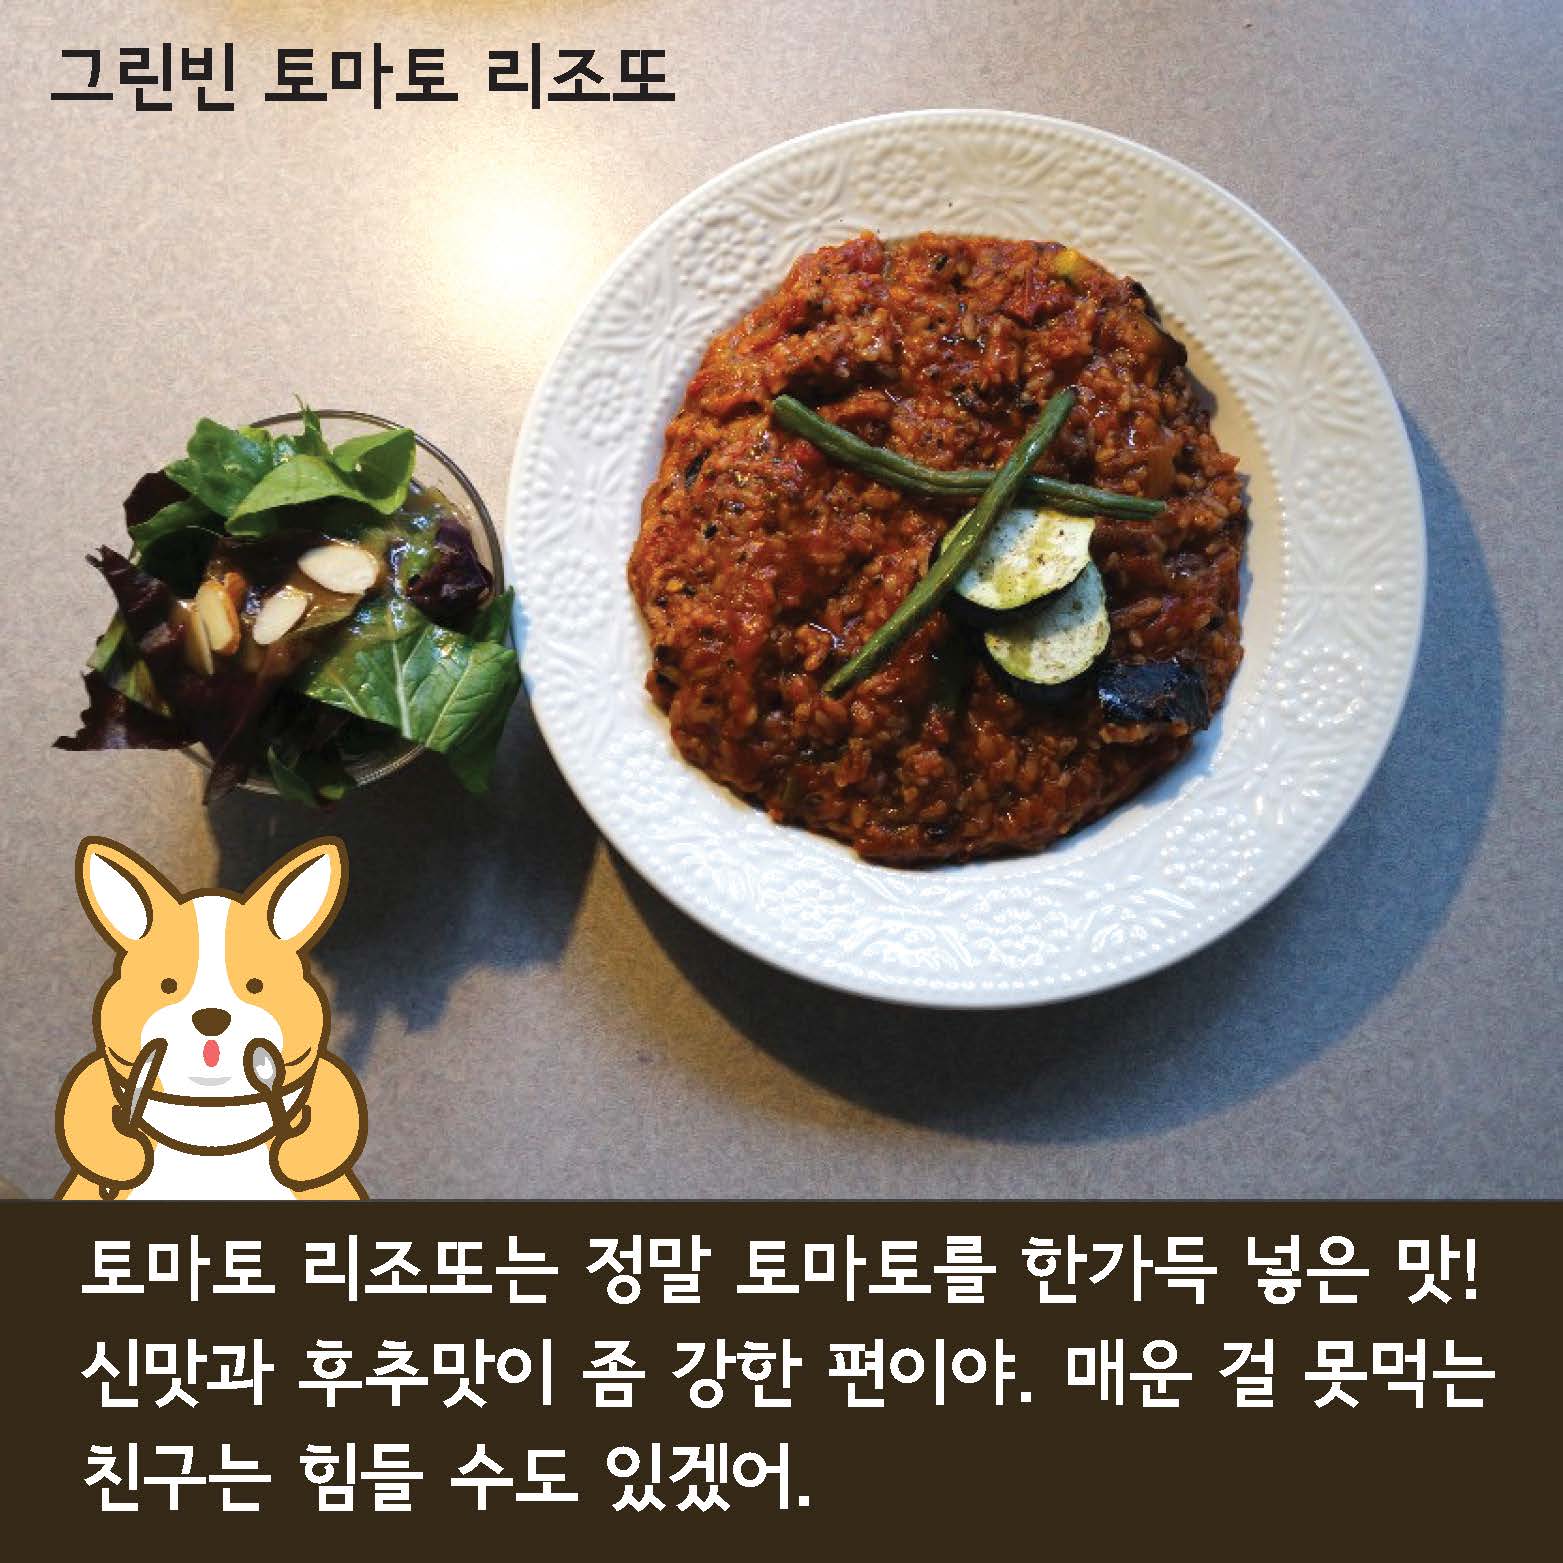 그린빈 토마토 리조또
토마토 리조또는 정말 토마토를 한가득 넣은 맛!
신맛과 후추맛이 좀 강한 편이야. 매운 걸 못먹는
친구는 힘들 수도 있겠어.